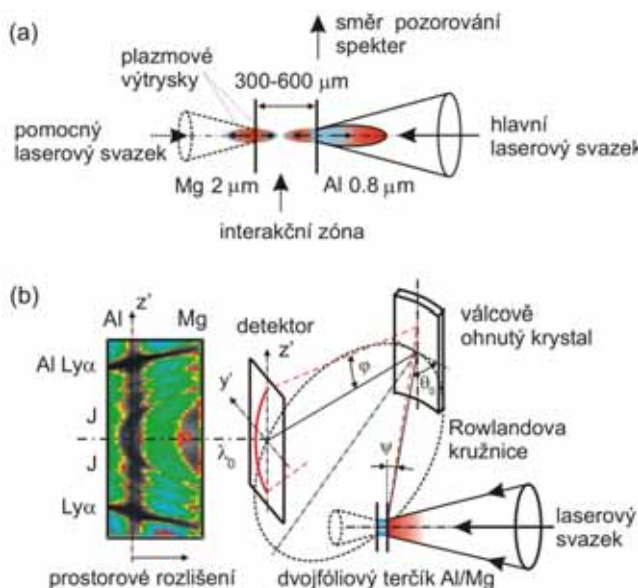 (a)
směr pozorování
spekter
plazmové
výtrysky
300-600 μm
pomocný
laserový svazek
hlavní
laserový svazek
Mg 2 μm
Al 0.8 μm
interakční zóna
(b)
Al
z'
Mg
Al Lyα
J
J
Lyα
prostorové rozlišení
detektor
z'
y'
λ₀
φ
válcově
ohnutý krystal
θ₀
Rowlandova
kružnice
ψ
laserový
svazek
dvojfóliový terčík Al/Mg